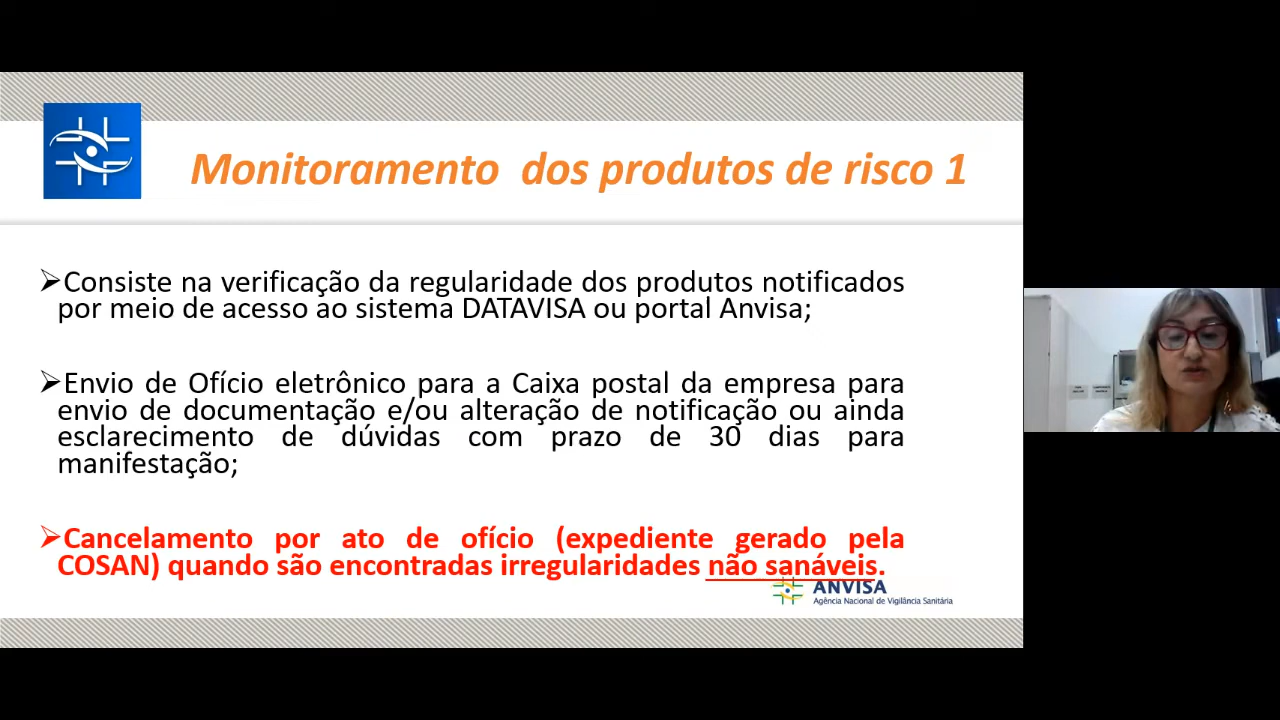 Monitoramento dos produtos de risco 1
➢Consiste na verificação da regularidade dos produtos notificados
por meio de acesso ao sistema DATAVISA ou portal Anvisa;
➢Envio de Ofício eletrônico para a Caixa postal da empresa para
envio de documentação e/ou alteração de notificação ou ainda
esclarecimento de dúvidas com prazo de 30 dias para
manifestação;
➢Cancelamento por ato de ofício (expediente gerado pela
COSAN) quando são encontradas irregularidades não sanáveis.
ANVISA
Agência Nacional de Vigilância Sanitária